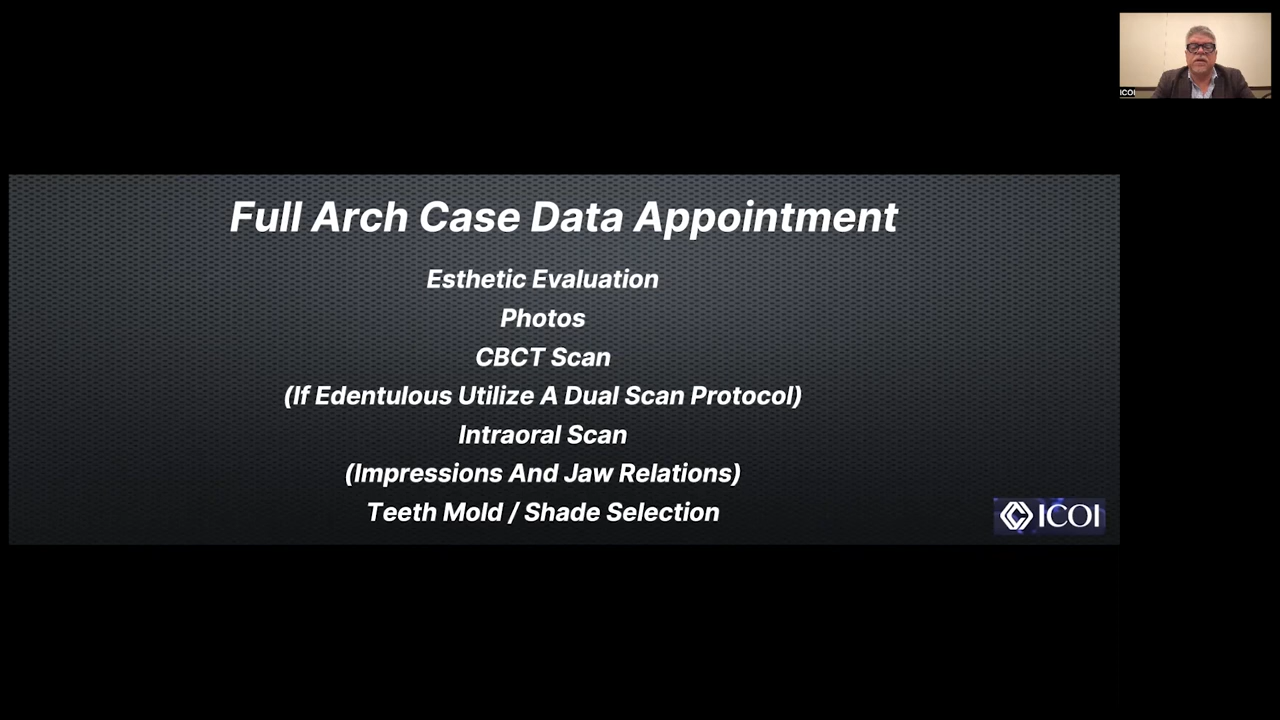 ICOI
Full Arch Case Data Appointment
Esthetic Evaluation
Photos
CBCT Scan
(If Edentulous Utilize A Dual Scan Protocol)
Intraoral Scan
(Impressions And Jaw Relations)
Teeth Mold / Shade Selection
ICOI